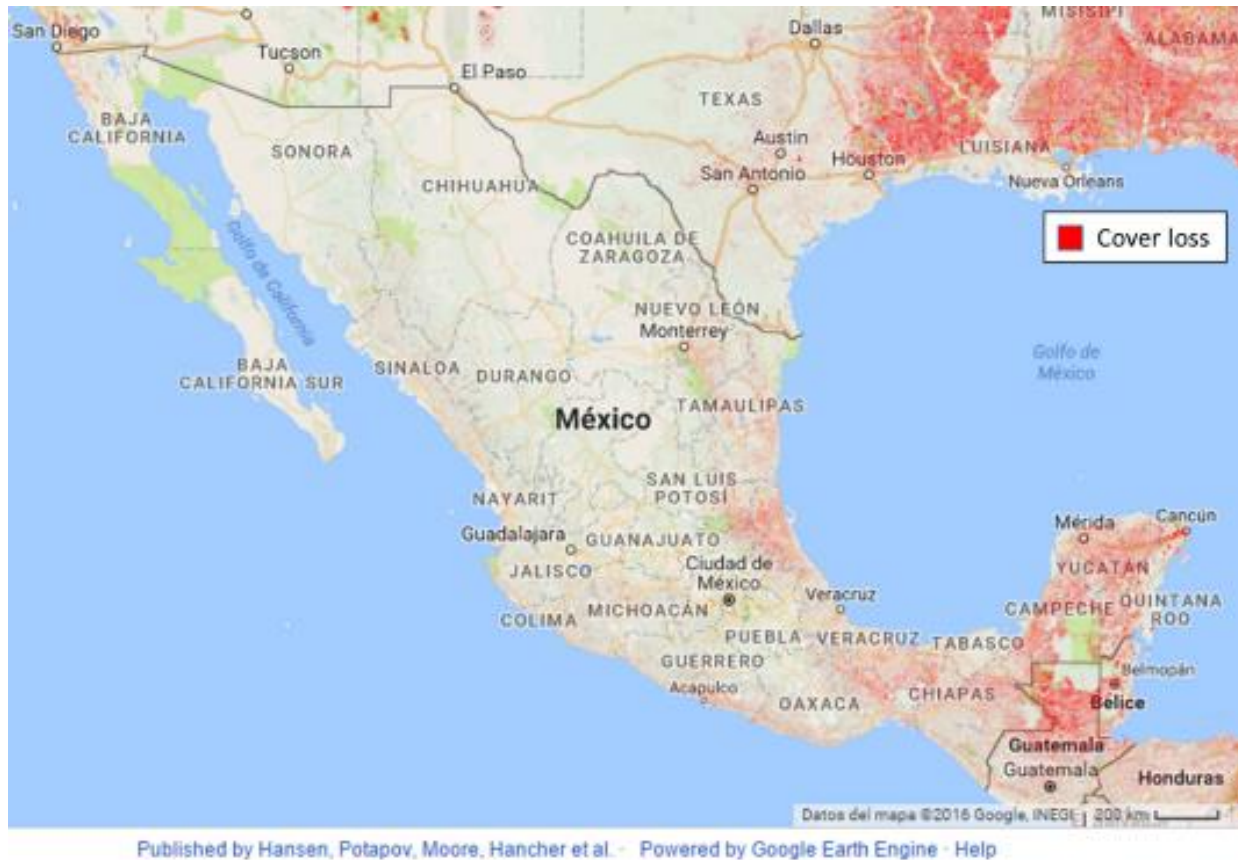 MISISIPI
ALABAMA
San Diego
Tucson
Dallas
El Paso
TEXAS
BAJA
CALIFORNIA
SONORA
Austin
Houston
LUISIANA
CHIHUAHUA
San Antonio
Nueva Orleans
Golfo de California
COAHUILA DE
ZARAGOZA
Cover loss
NUEVO LEÓN
Monterrey
BAJA
CALIFORNIA SUR
SINALOA
DURANGO
Golfo de
México
TAMAULIPAS
México
SAN LUIS
POTOSÍ
NAYARIT
Guadalajara
GUANAJUATO
Mérida
Cancún
JALISCO
Ciudad de
México
YUCATÁN
COLIMA
MICHOACÁN
Veracruz
CAMPECHE
QUINTANA
ROO
PUEBLA
VERACRUZ
TABASCO
GUERRERO
Belmopán
Acapulco
OAXACA
CHIAPAS
Belice
Guatemala
Guatemala
Honduras
Datos del mapa ©2016 Google, INEGI
200 km
Published by Hansen, Potapov, Moore, Hancher et al. - Powered by Google Earth Engine - Help